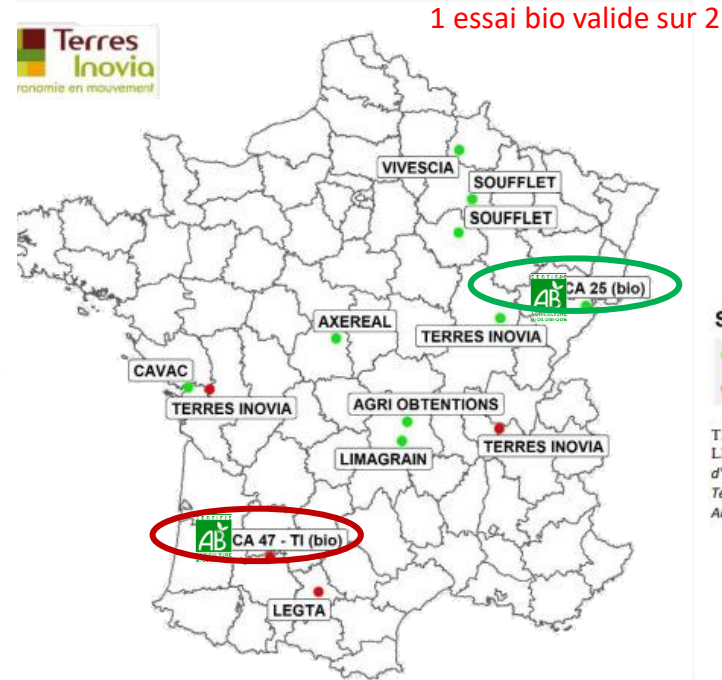 1 essai bio valide sur 2
Terres
Inovia
ronomie en mouvement
VIVESCIA
SOUFFLET
SOUFFLET
AB
CA 25 (bio)
AXEREAL
TERRES INOVIA
CAVAC
TERRES INOVIA
AGRI OBTENTIONS
TERRES INOVIA
LIMAGRAIN
AB
CA 47 - TI (bio)
LEGTA